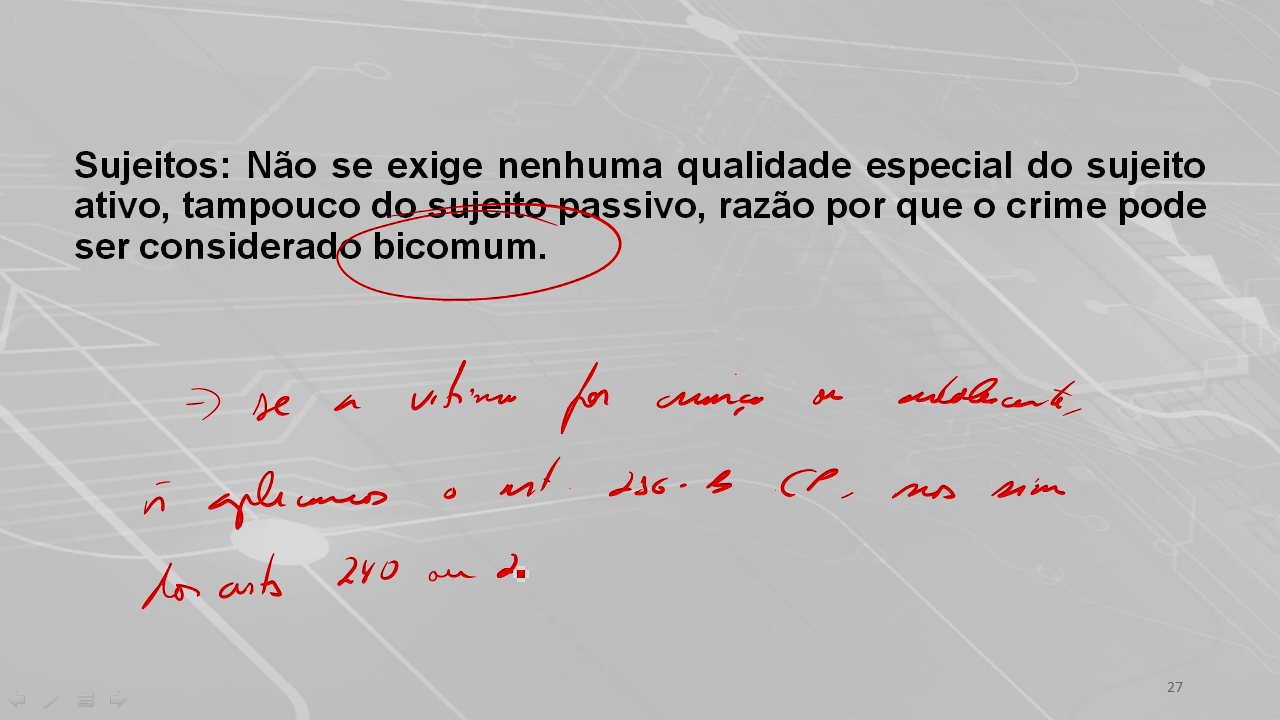 Sujeitos: Não se exige nenhuma qualidade especial do sujeito
ativo, tampouco do sujeito passivo, razão por que o crime pode
ser considerado bicomum.
→ se a vítima for criança ou adolescente,
ñ aplicamos o art. CP, mas sim
os arts 240 ou 2
27